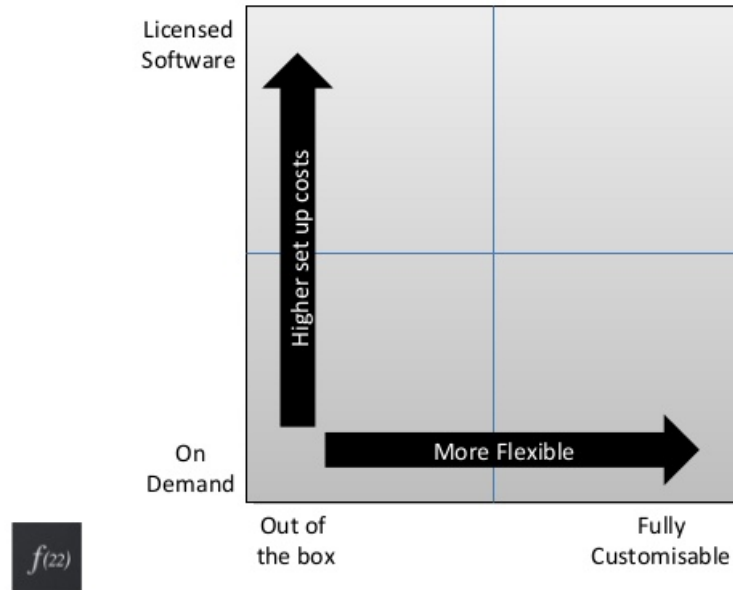 Licensed
Software
Higher set up costs
More Flexible
On
Demand
Out of
the box
Fully
Customisable
f(22)